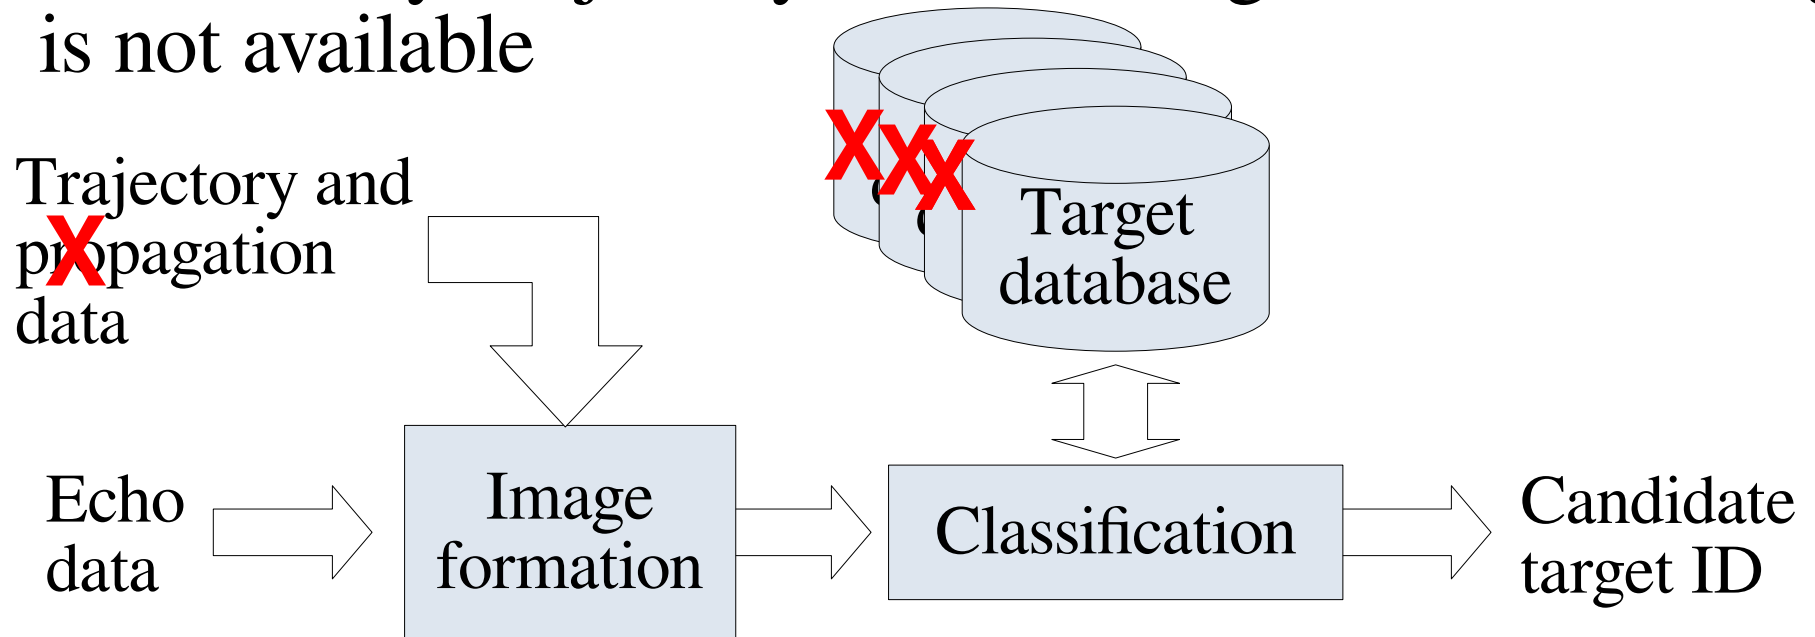 is not available
Trajectory and
propagation
data
X
X
X
X
Target
database
Echo
data
Image
formation
Classification
Candidate
target ID